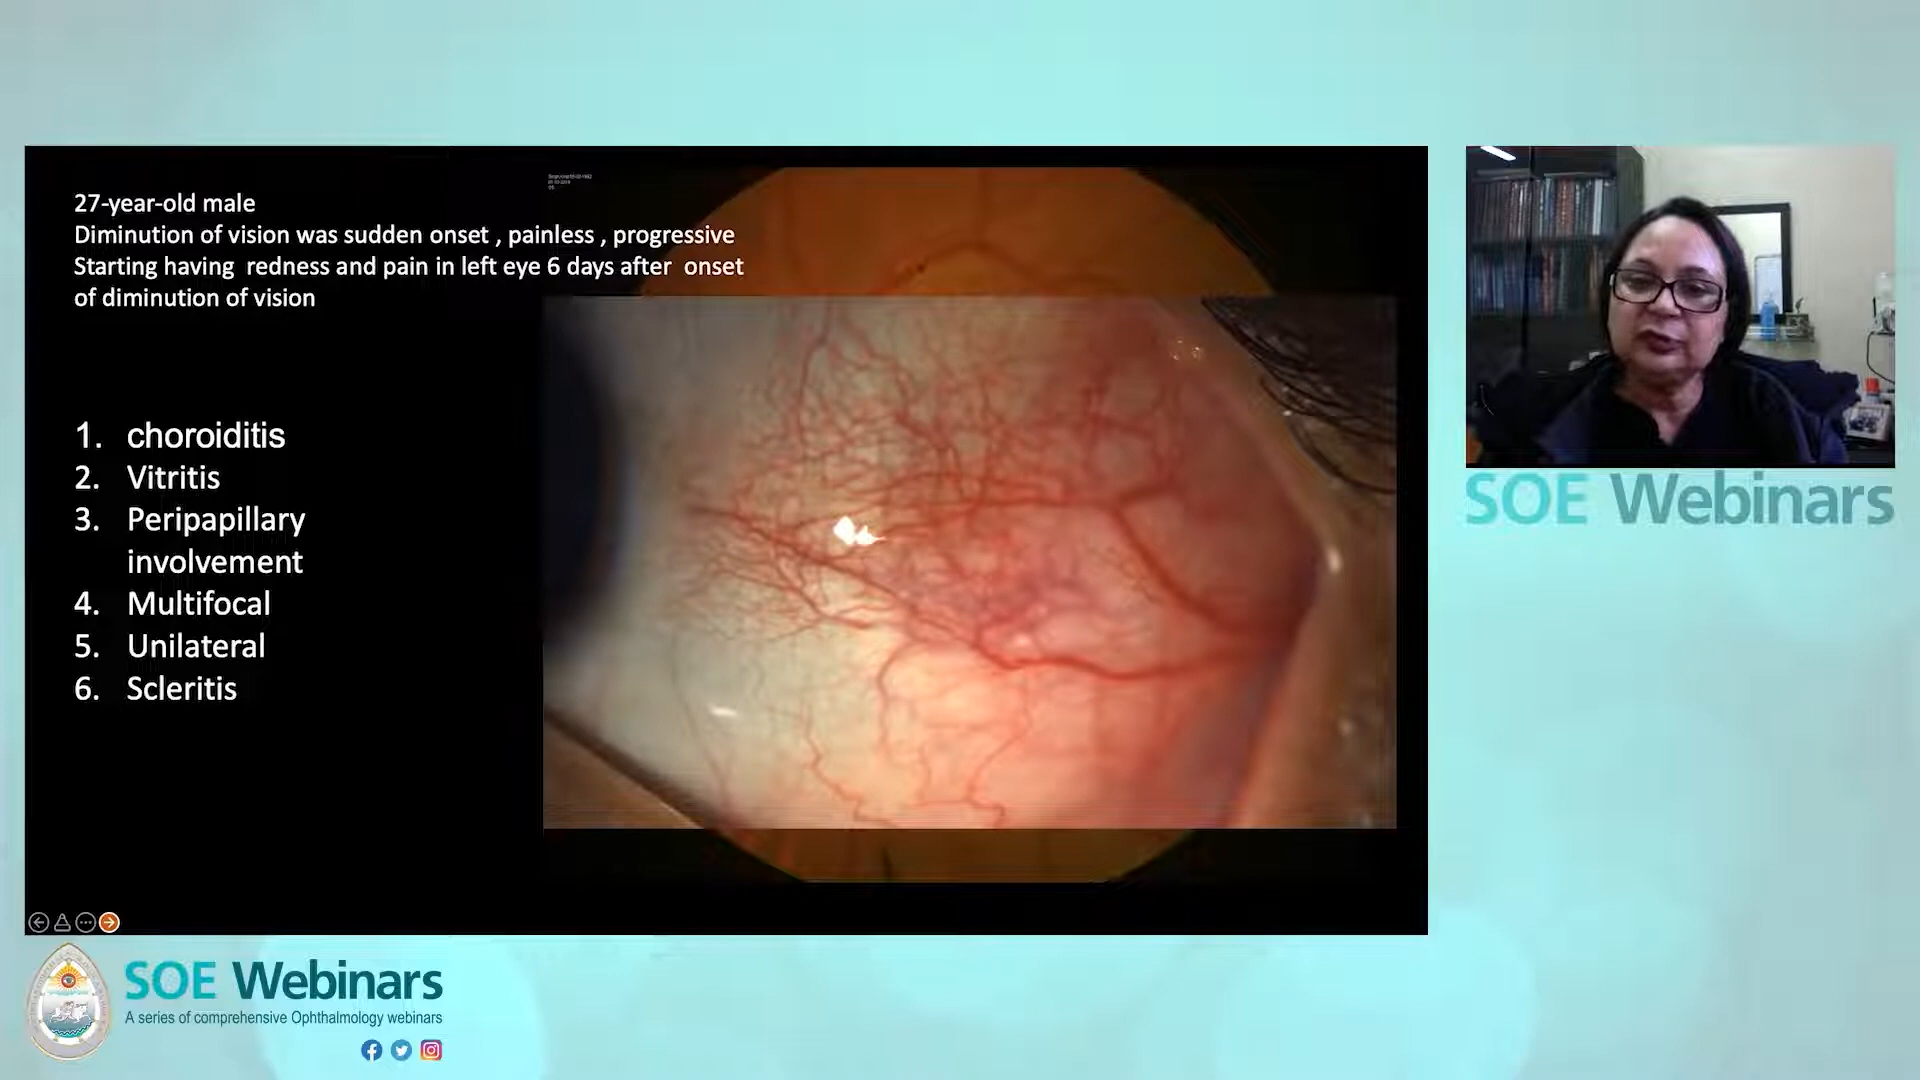 27-year-old male
Diminution of vision was sudden onset , painless , progressive
Starting having redness and pain in left eye 6 days after onset
of diminution of vision
1. choroiditis
2. Vitritis
3. Peripapillary
involvement
4. Multifocal
5. Unilateral
6. Scleritis
SOE Webinars
SOE Webinars
A series of comprehensive Ophthalmology webinars